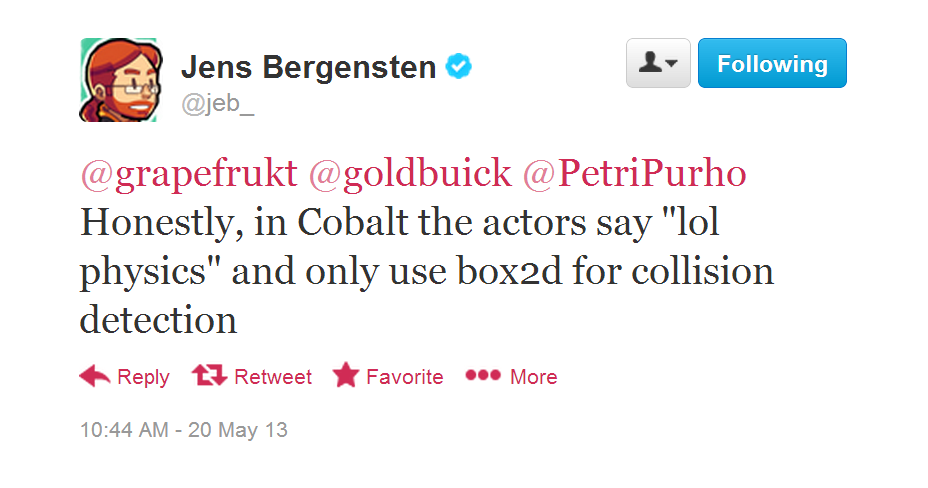 Jens Bergensten
@jeb_
Following
@grapefrukt @goldbuick @PetriPurho
Honestly, in Cobalt the actors say "lol
physics" and only use box2d for collision
detection
Reply Retweet Favorite More
10:44 AM - 20 May 13